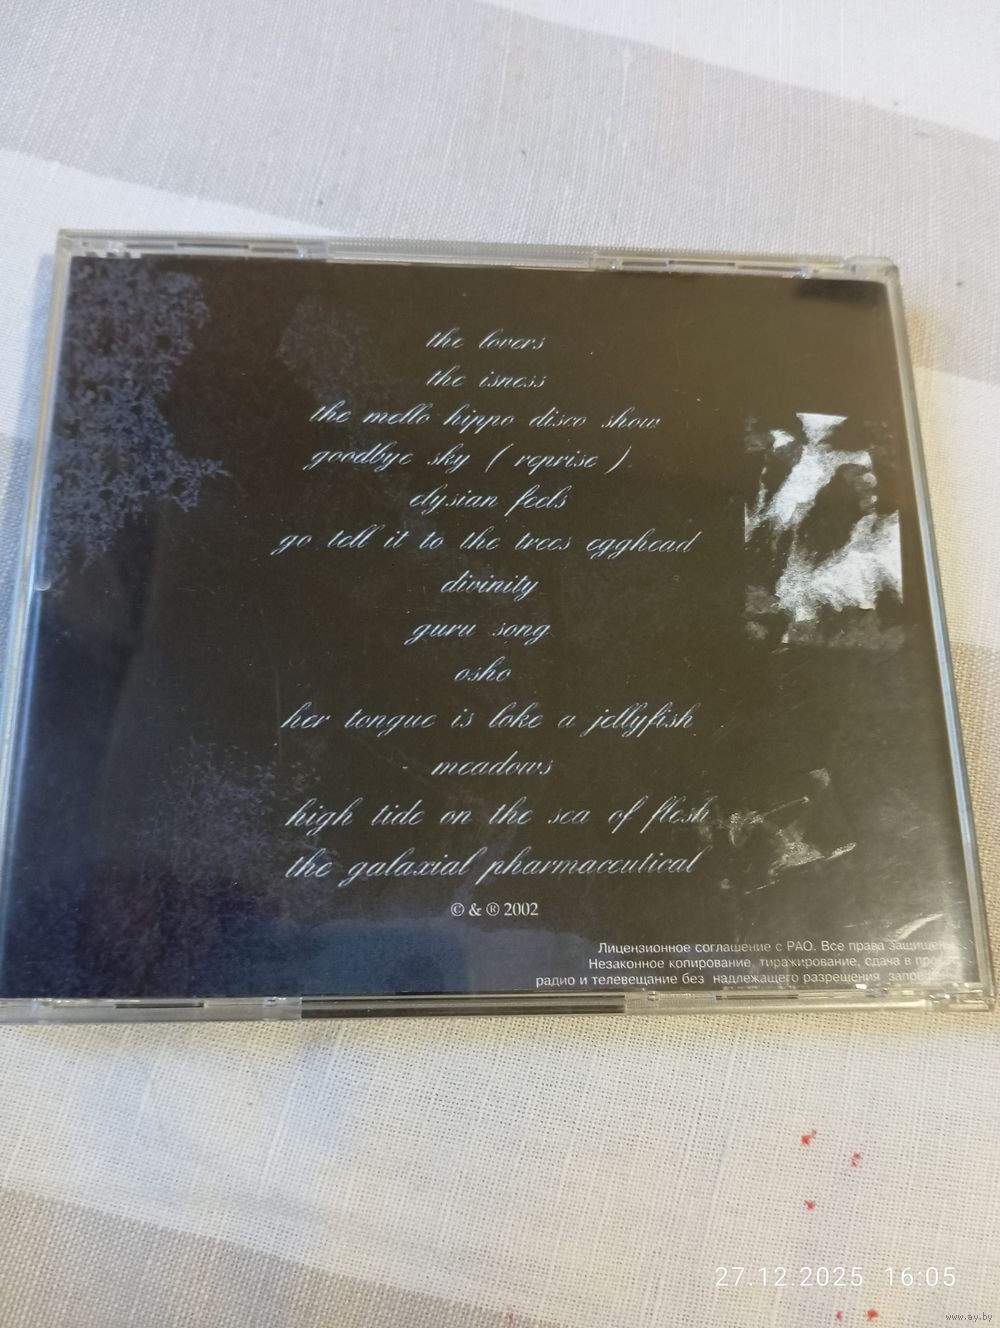 the lovers
the isness
the mello hippo disco show
goodbye sky ( reprise )
elysian feels
go tell it to the trees egghead
divinity
guru song
osho
her tongue is loke a jellyfish
meadows
high tide on the sea of flesh
the galaxial pharmaceutical
© & ® 2002
Лицензионное соглашение с РАО. Все права
Незаконное копирование, тиражирование, сдача в
радио и телевещание без надлежащего разрешения
27.12.2025 16:05
www.ay.by